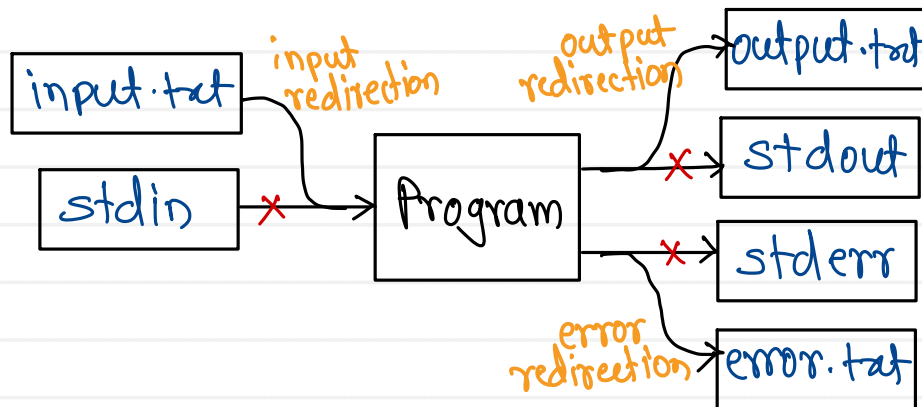 input.txt
stdin
input
redirection
Program
output
redirection
output.txt
stdout
stderr
error
redirection
error.txt